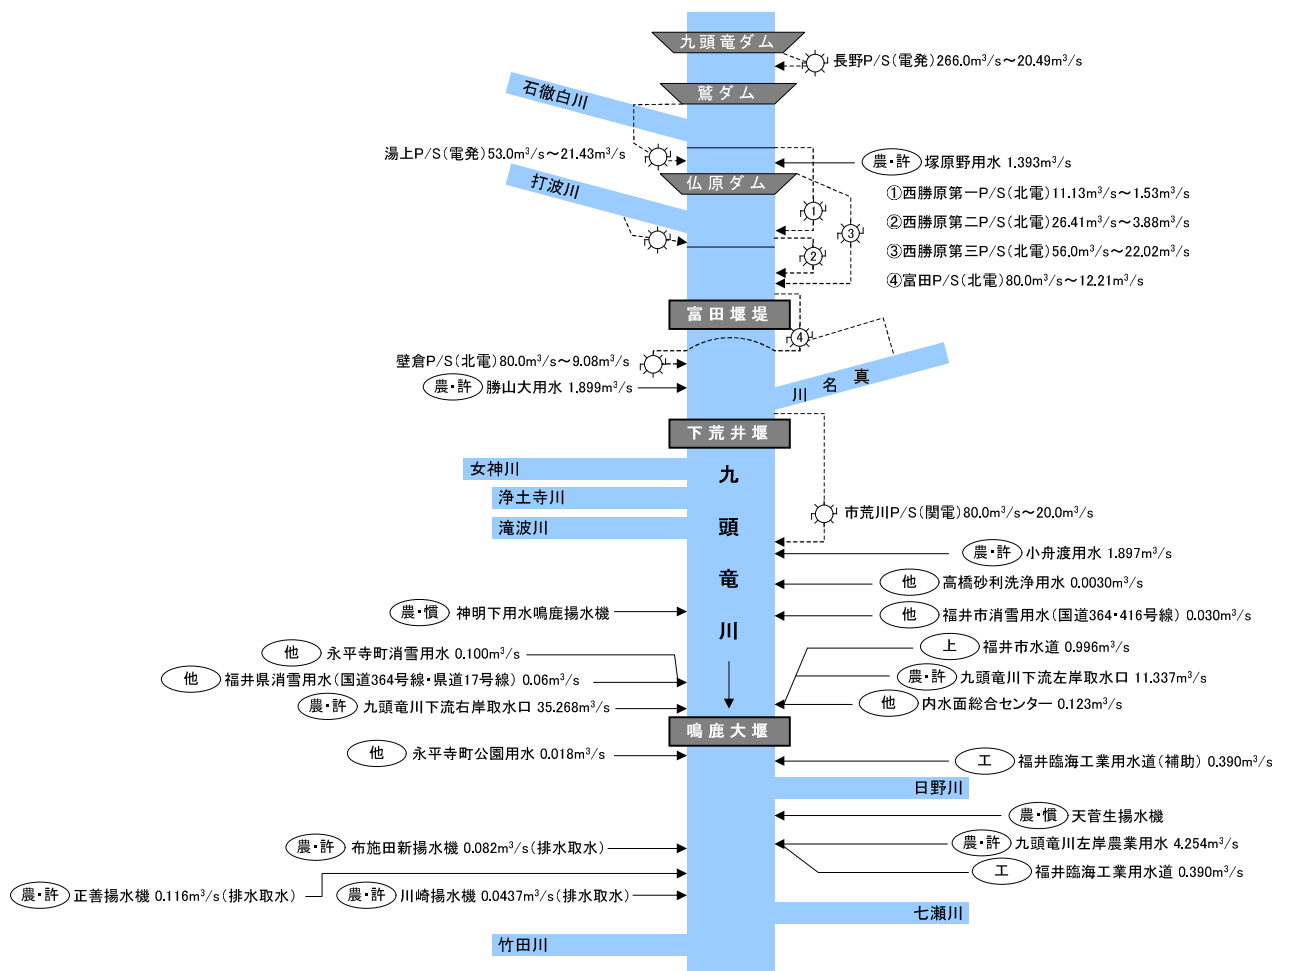 九頭竜ダム
長野P/S(電発)266.0m³/s～20.49m³/s
鷲ダム
石徹白川
湯上P/S(電発)53.0m³/s～21.43m³/s
農・許 塚原野用水 1.393m³/s
仏原ダム
打波川
①西勝原第一P/S(北電)11.13m³/s～1.53m³/s
②西勝原第二P/S(北電)26.41m³/s～3.88m³/s
③西勝原第三P/S(北電)56.0m³/s～22.02m³/s
④富田P/S(北電)80.0m³/s～12.21m³/s
1
3
2
富田堰堤
4
壁倉P/S(北電)80.0m³/s～9.08m³/s
農・許 勝山大用水 1.899m³/s
真名川
下荒井堰
女神川
浄土寺川
滝波川
九頭竜川
市荒川P/S(関電)80.0m³/s～20.0m³/s
農・許 小舟渡用水 1.897m³/s
他 高橋砂利洗浄用水 0.0030m³/s
農・慣 神明下用水鳴鹿揚水機
他 福井市消雪用水(国道364・416号線) 0.030m³/s
他 永平寺町消雪用水 0.100m³/s
上 福井市水道 0.996m³/s
他 福井県消雪用水(国道364号線・県道17号線) 0.06m³/s
農・許 九頭竜川下流左岸取水口 11.337m³/s
農・許 九頭竜川下流右岸取水口 35.268m³/s
他 内水面総合センター 0.123m³/s
鳴鹿大堰
他 永平寺町公園用水 0.018m³/s
工 福井臨海工業用水道(補助) 0.390m³/s
日野川
農・慣 天菅生揚水機
農・許 布施田新揚水機 0.082m³/s(排水取水)
農・許 九頭竜川左岸農業用水 4.254m³/s
工 福井臨海工業用水道 0.390m³/s
農・許 正善揚水機 0.116m³/s(排水取水)
農・許 川崎揚水機 0.0437m³/s(排水取水)
七瀬川
竹田川